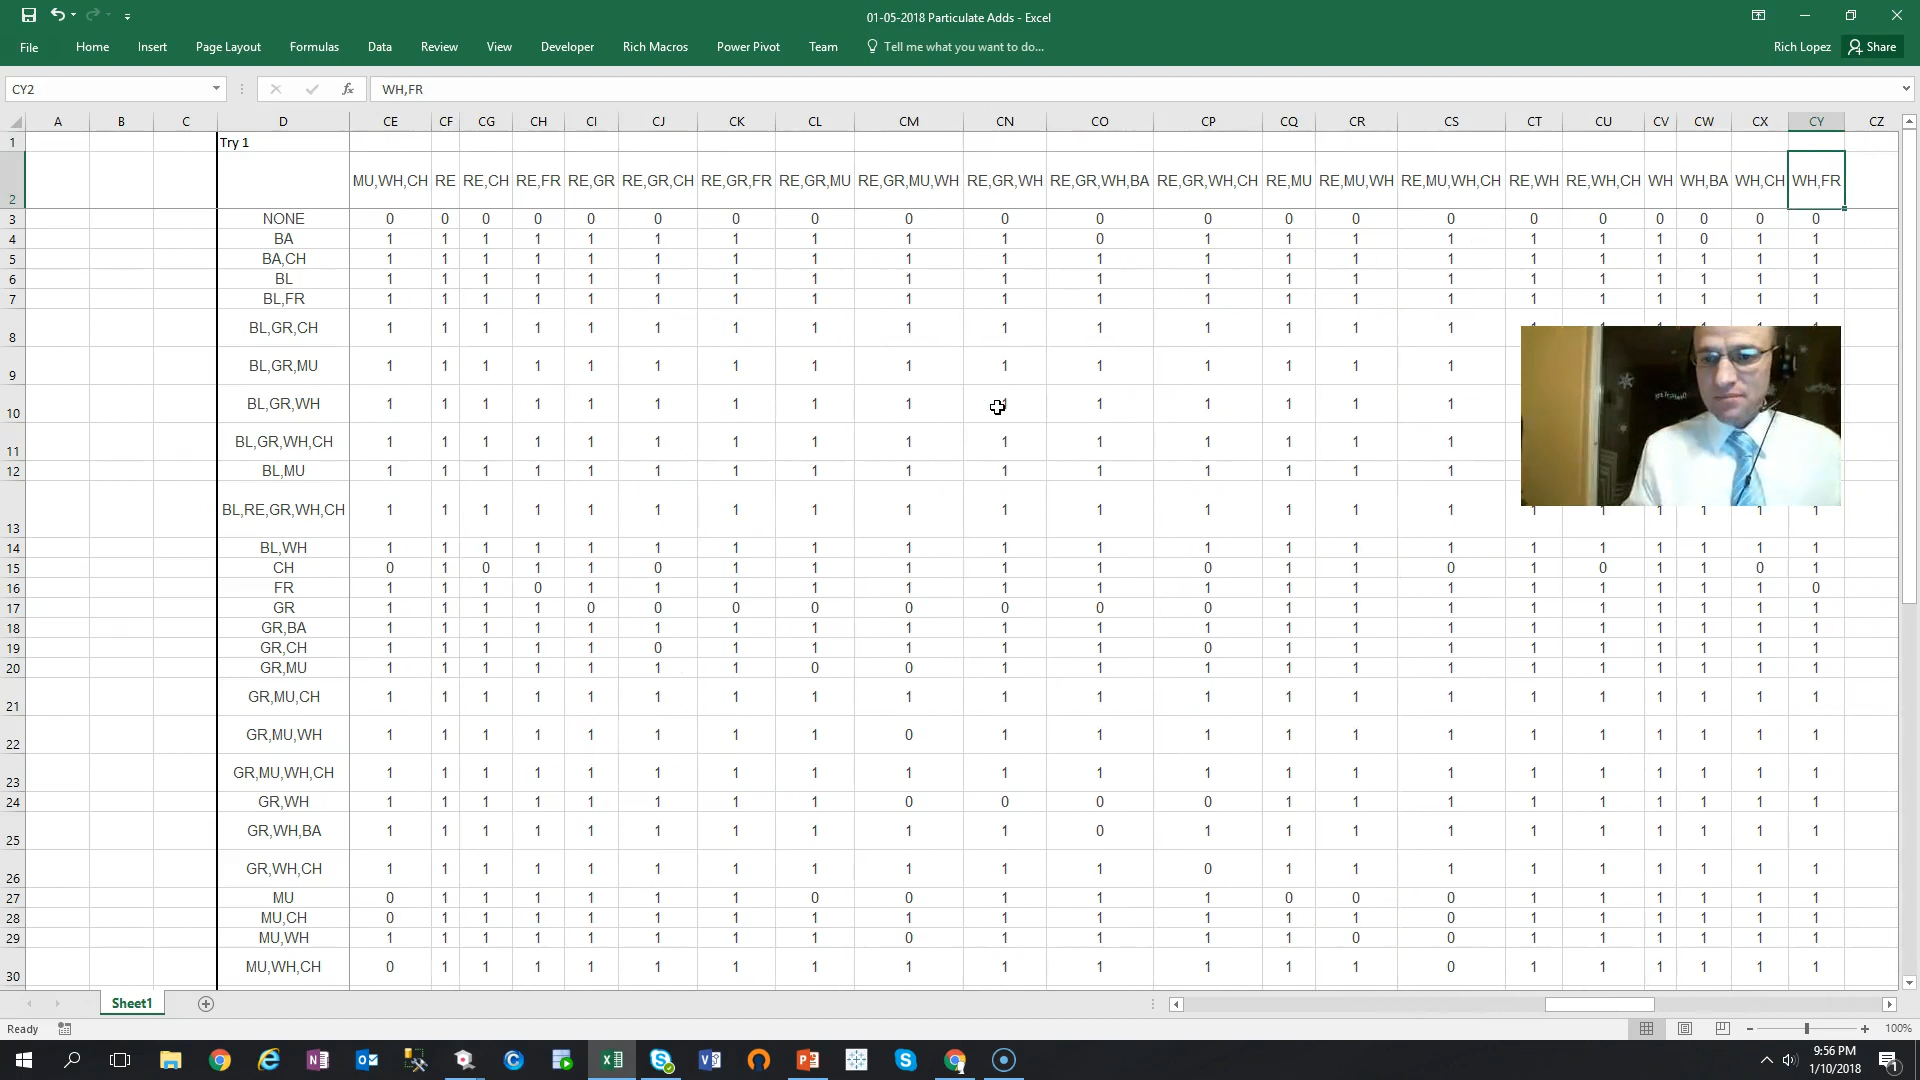 01-05-2018 Particulate Adds - Excel
File Home Insert Page Layout Formulas Data Review View Developer Rich Macros Power Pivot Team Tell me what you want to do... Rich Lopez Share
CY2 fx WH,FR
A B C D CE CF CG CH CI CJ CK CL CM CN CO CP CQ CR CS CT CU CV CW CX CY CZ
1 Try 1
2 MU,WH,CH RE RE,CH RE,FR RE,GR RE,GR,CH RE,GR,FR RE,GR,MU RE,GR,MU,WH RE,GR,WH RE,GR,WH,BA RE,GR,WH,CH RE,MU RE,MU,WH RE,MU,WH,CH RE,WH RE,WH,CH WH WH,BA WH,CH WH,FR
3 NONE 0 0 0 0 0 0 0 0 0 0 0 0 0 0 0 0 0 0 0 0 0
4 BA 1 1 1 1 1 1 1 1 1 1 0 1 1 1 1 1 1 1 0 1 1
5 BA,CH 1 1 1 1 1 1 1 1 1 1 1 1 1 1 1 1 1 1 1 1 1
6 BL 1 1 1 1 1 1 1 1 1 1 1 1 1 1 1 1 1 1 1 1 1
7 BL,FR 1 1 1 1 1 1 1 1 1 1 1 1 1 1 1 1 1 1 1 1 1
8 BL,GR,CH 1 1 1 1 1 1 1 1 1 1 1 1 1 1 1
9 BL,GR,MU 1 1 1 1 1 1 1 1 1 1 1 1 1 1 1
10 BL,GR,WH 1 1 1 1 1 1 1 1 1 1 1 1 1 1 1
11 BL,GR,WH,CH 1 1 1 1 1 1 1 1 1 1 1 1 1 1 1
12 BL,MU 1 1 1 1 1 1 1 1 1 1 1 1 1 1 1
13 BL,RE,GR,WH,CH 1 1 1 1 1 1 1 1 1 1 1 1 1 1 1 1 1 1 1 1 1
14 BL,WH 1 1 1 1 1 1 1 1 1 1 1 1 1 1 1 1 1 1 1 1 1
15 CH 0 1 0 1 1 0 1 1 1 1 1 0 1 1 0 1 0 1 1 0 1
16 FR 1 1 1 0 1 1 1 1 1 1 1 1 1 1 1 1 1 1 1 1 0
17 GR 1 1 1 1 0 0 0 0 0 0 0 0 1 1 1 1 1 1 1 1 1
18 GR,BA 1 1 1 1 1 1 1 1 1 1 1 1 1 1 1 1 1 1 1 1 1
19 GR,CH 1 1 1 1 1 0 1 1 1 1 1 0 1 1 1 1 1 1 1 1 1
20 GR,MU 1 1 1 1 1 1 1 0 0 1 1 1 1 1 1 1 1 1 1 1 1
21 GR,MU,CH 1 1 1 1 1 1 1 1 1 1 1 1 1 1 1 1 1 1 1 1 1
22 GR,MU,WH 1 1 1 1 1 1 1 1 0 1 1 1 1 1 1 1 1 1 1 1 1
23 GR,MU,WH,CH 1 1 1 1 1 1 1 1 1 1 1 1 1 1 1 1 1 1 1 1 1
24 GR,WH 1 1 1 1 1 1 1 1 0 0 0 0 1 1 1 1 1 1 1 1 1
25 GR,WH,BA 1 1 1 1 1 1 1 1 1 1 0 1 1 1 1 1 1 1 1 1 1
26 GR,WH,CH 1 1 1 1 1 1 1 1 1 1 1 0 1 1 1 1 1 1 1 1 1
27 MU 0 1 1 1 1 1 1 0 0 1 1 1 0 0 0 1 1 1 1 1 1
28 MU,CH 0 1 1 1 1 1 1 1 1 1 1 1 1 1 0 1 1 1 1 1 1
29 MU,WH 1 1 1 1 1 1 1 1 0 1 1 1 1 0 0 1 1 1 1 1 1
30 MU,WH,CH 0 1 1 1 1 1 1 1 1 1 1 1 1 1 0 1 1 1 1 1 1
Sheet1
Ready 100%
9:56 PM
1/10/2018